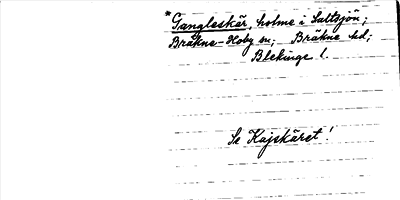 * Gangleskär, holme i Saltsjön;
Bräkne-Hoby sn; Bräkne hd;
Blekinge l.
Se Kajskäret!